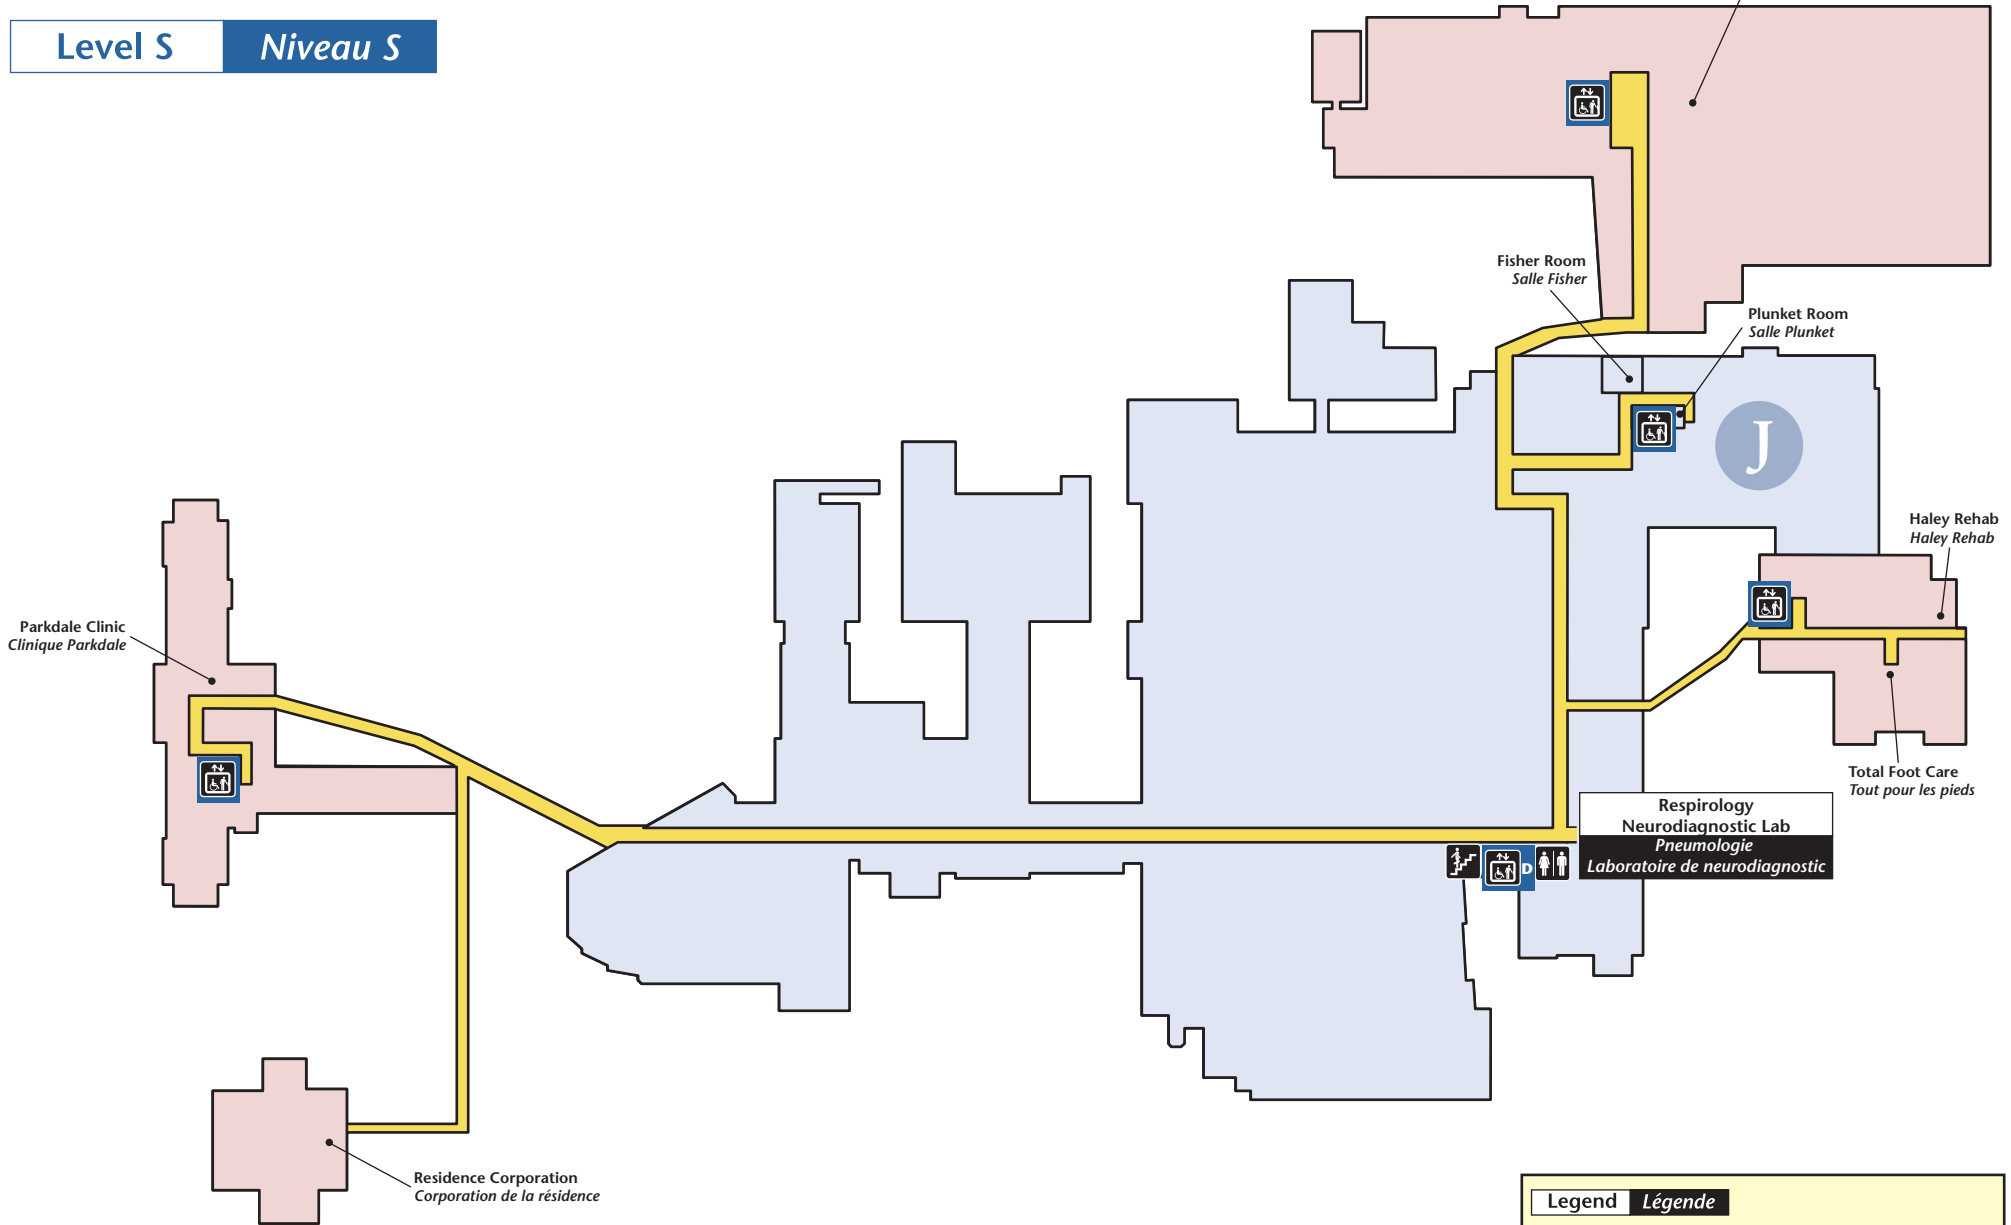 Level S
Niveau S
Fisher Room
Salle Fisher
Plunket Room
Salle Plunket
J
Haley Rehab
Haley Rehab
Parkdale Clinic
Clinique Parkdale
Total Foot Care
Tout pour les pieds
Respirology
Neurodiagnostic Lab
Pneumologie
Laboratoire de neurodiagnostic
D
Residence Corporation
Corporation de la résidence
Legend
Légende